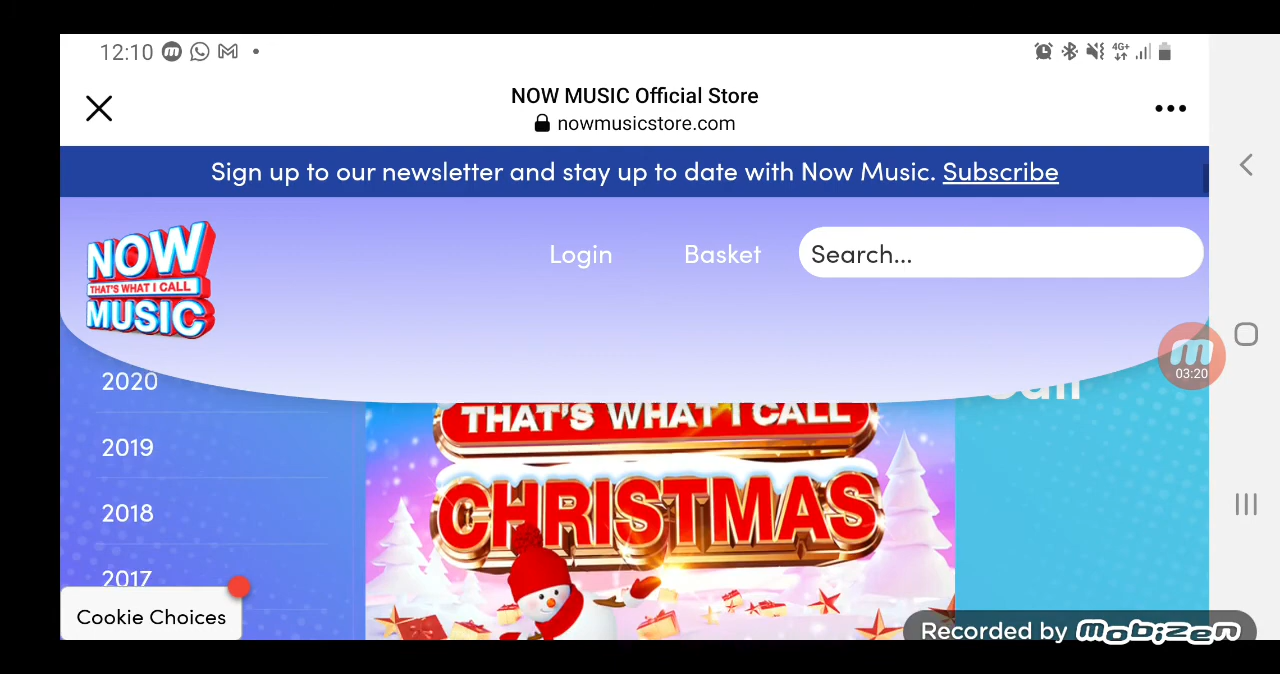 12:10
4G+
NOW MUSIC Official Store
nowmusicstore.com
Sign up to our newsletter and stay up to date with Now Music. Subscribe
NOW
THAT'S WHAT I CALL
MUSIC
Login
Basket
Search...
03:20
2020
2019
2018
2017
THAT'S WHAT I CALL
CHRISTMAS
Cookie Choices
Recorded by mobizen